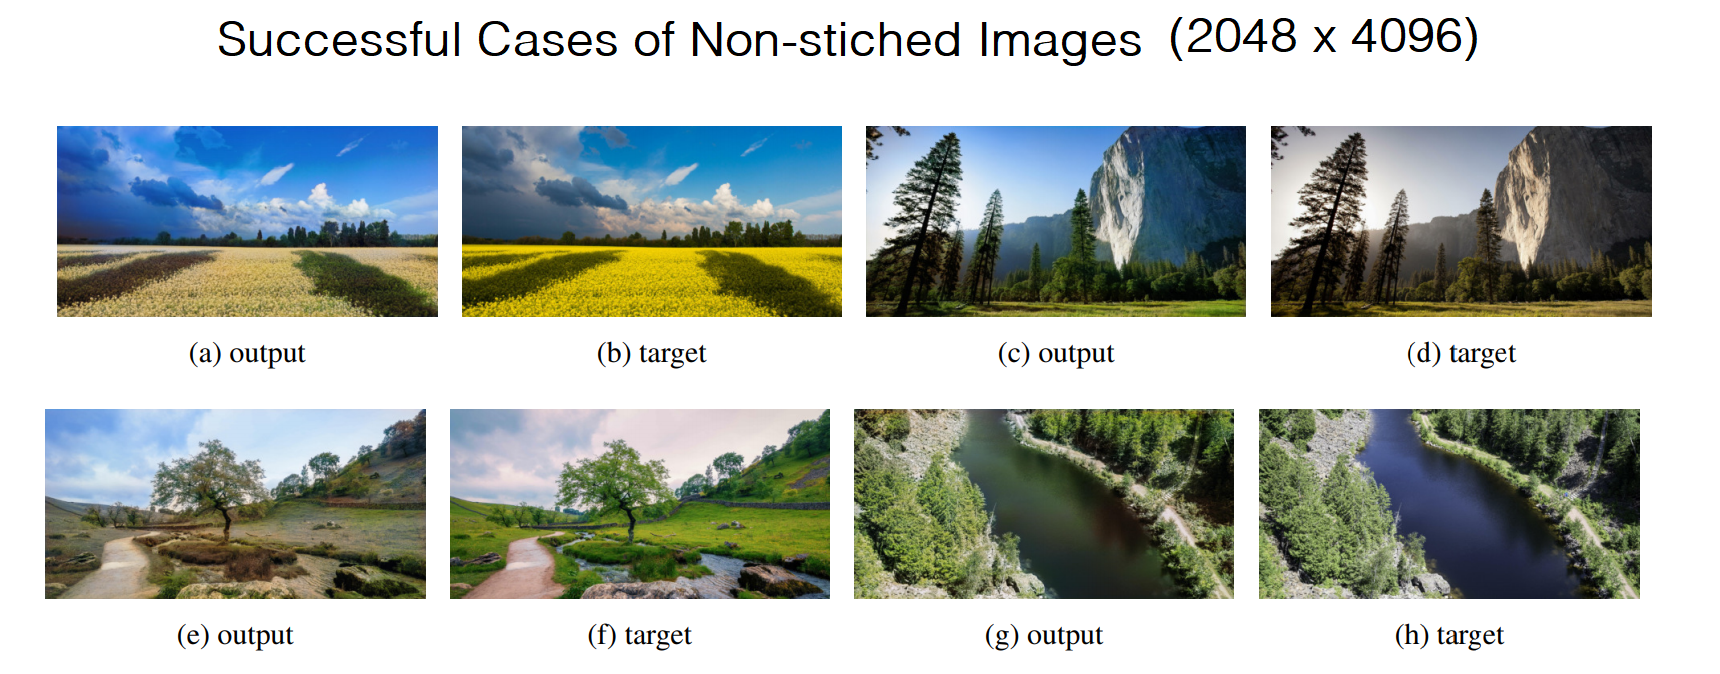 Successful Cases of Non-stiched Images (2048 x 4096)
(a) output (b) target (c) output (d) target
(e) output (f) target (g) output (h) target